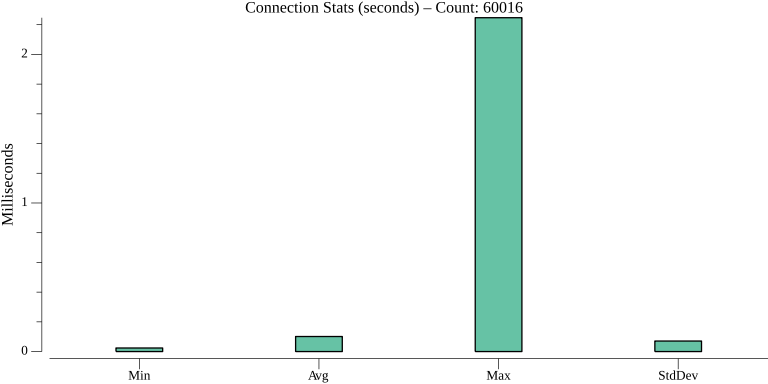 Connection Stats (seconds) – Count: 60016
Milliseconds
2
1
0
Min Avg Max StdDev